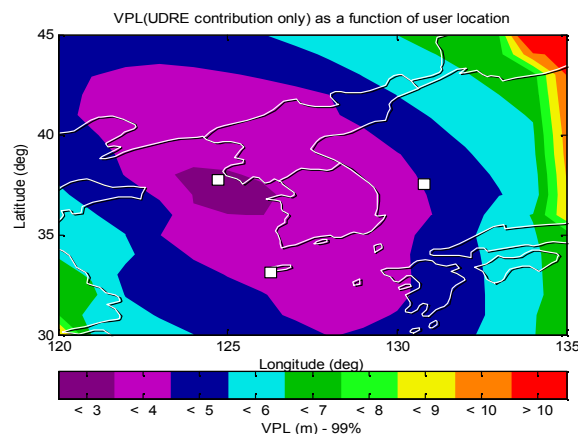 VPL(UDRE contribution only) as a function of user location
45
40
35
30
Latitude (deg)
120 125 130 135
Longitude (deg)
< 3 < 4 < 5 < 6 < 7 < 8 < 9 < 10 > 10
VPL (m) - 99%